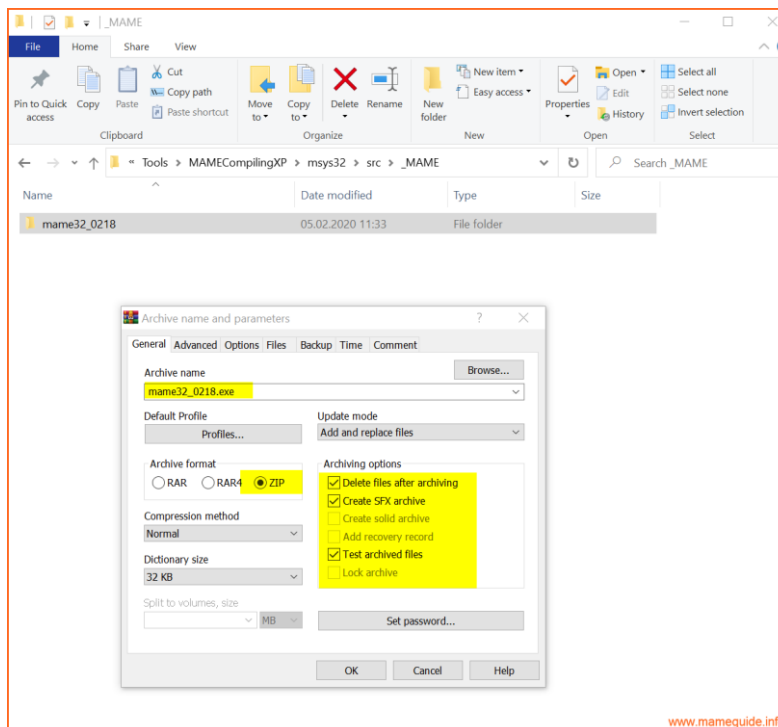 _MAME
File Home Share View
Pin to Quick access
Copy
Paste
Cut
Copy path
Paste shortcut
Clipboard
Move to
Copy to
Delete
Rename
Organize
New folder
New item
Easy access
New
Properties
Open
Edit
History
Open
Select all
Select none
Invert selection
Select
« Tools > MAMECompilingXP > msys32 > src > _MAME
Search _MAME
Name Date modified Type Size
mame32_0218 05.02.2020 11:33 File folder
Archive name and parameters
General Advanced Options Files Backup Time Comment
Archive name
Browse...
mame32_0218.exe
Default Profile
Profiles...
Update mode
Add and replace files
Archive format
RAR RAR4 ZIP
Compression method
Normal
Dictionary size
32 KB
Split to volumes, size
MB
Archiving options
Delete files after archiving
Create SFX archive
Create solid archive
Add recovery record
Test archived files
Lock archive
Set password...
OK Cancel Help
www.mameguide.inf